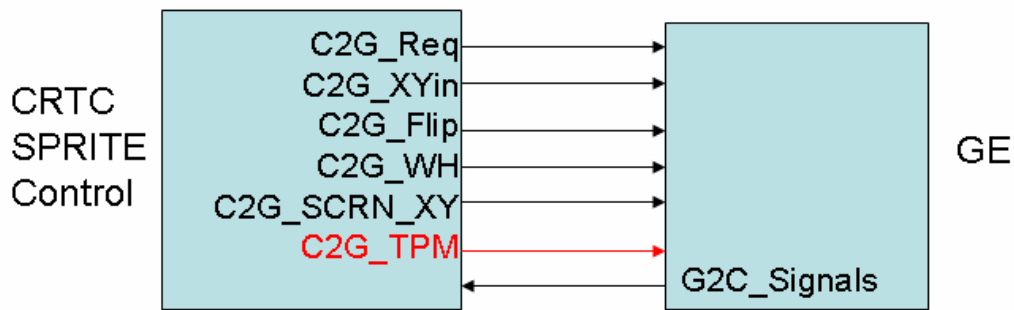 CRTC
SPRITE
Control
C2G_Req
C2G_XYin
C2G_Flip
C2G_WH
C2G_SCRN_XY
C2G_TPM
G2C_Signals
GE